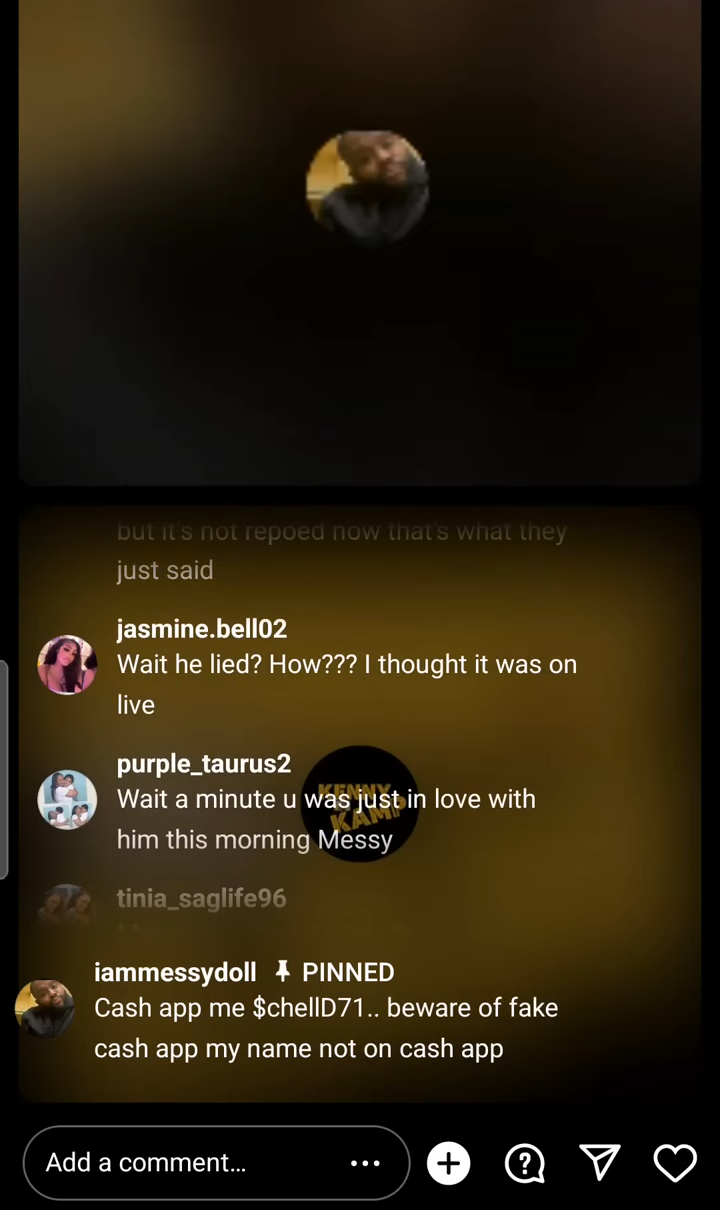 but it's not repoed now that's what they
just said
jasmine.bell02
Wait he lied? How??? I thought it was on
live
purple_taurus2
Wait a minute u was just in love with
him this morning Messy
KENNY
KAMP
tinia_saglife96
iammessydoll PINNED
Cash app me $chellD71.. beware of fake
cash app my name not on cash app
Add a comment...